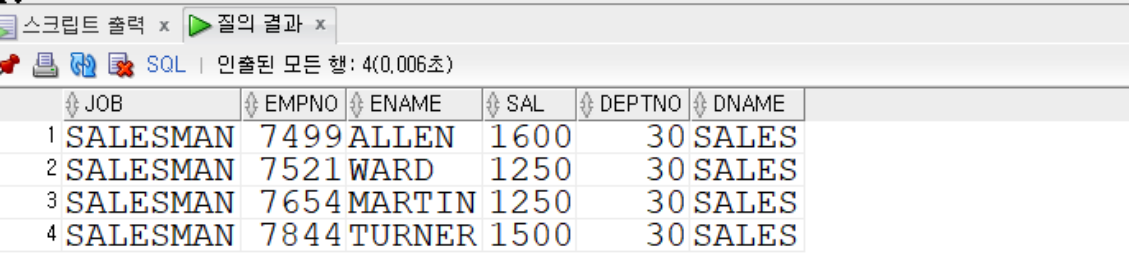 스크립트 출력 x 질의 결과 x
SQL | 인출된 모든 행: 4(0,006초)
JOB EMPNO ENAME SAL DEPTNO DNAME
1 SALESMAN 7499 ALLEN 1600 30 SALES
2 SALESMAN 7521 WARD 1250 30 SALES
3 SALESMAN 7654 MARTIN 1250 30 SALES
4 SALESMAN 7844 TURNER 1500 30 SALES